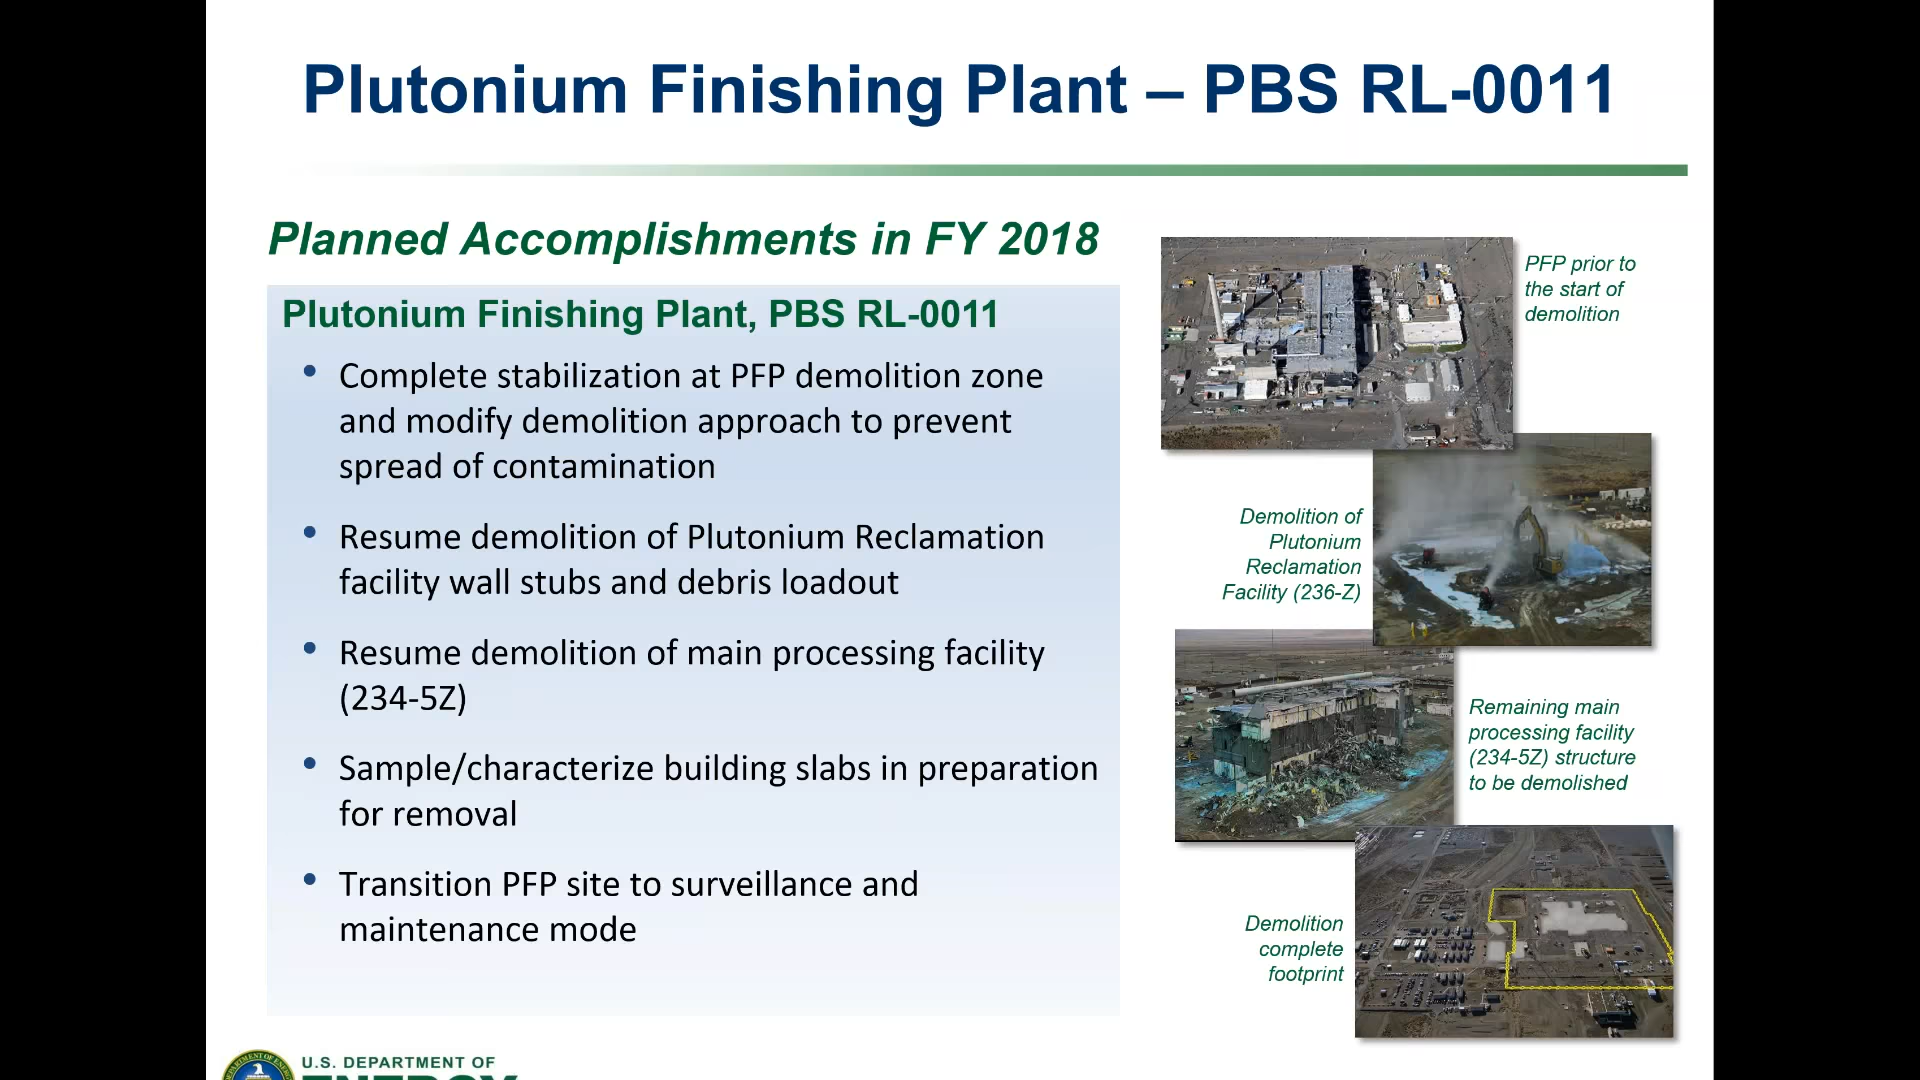 Plutonium Finishing Plant – PBS RL-0011
Planned Accomplishments in FY 2018
Plutonium Finishing Plant, PBS RL-0011
• Complete stabilization at PFP demolition zone
and modify demolition approach to prevent
spread of contamination
• Resume demolition of Plutonium Reclamation
facility wall stubs and debris loadout
• Resume demolition of main processing facility
(234-5Z)
• Sample/characterize building slabs in preparation
for removal
• Transition PFP site to surveillance and
maintenance mode
PFP prior to
the start of
demolition
Demolition of
Plutonium
Reclamation
Facility (236-Z)
Remaining main
processing facility
(234-5Z) structure
to be demolished
Demolition
complete
footprint
U.S. DEPARTMENT OF
ENERGY